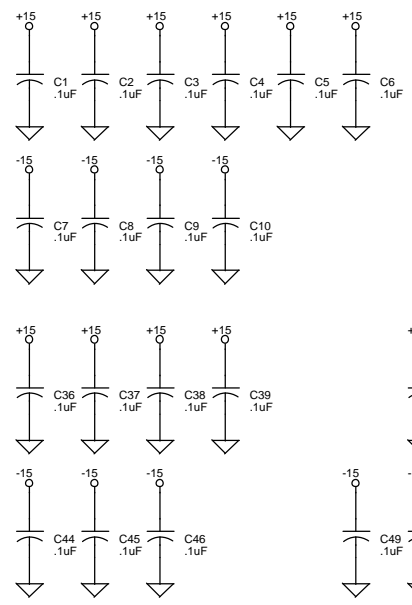 +15 +15 +15 +15 +15 +15
C1 C2 C3 C4 C5 C6
.1uF .1uF .1uF .1uF .1uF .1uF
-15 -15 -15 -15
C7 C8 C9 C10
.1uF .1uF .1uF .1uF
+15 +15 +15 +15
C36 C37 C38 C39
.1uF .1uF .1uF .1uF
-15 -15 -15 -15
C44 C45 C46 C49
.1uF .1uF .1uF .1uF